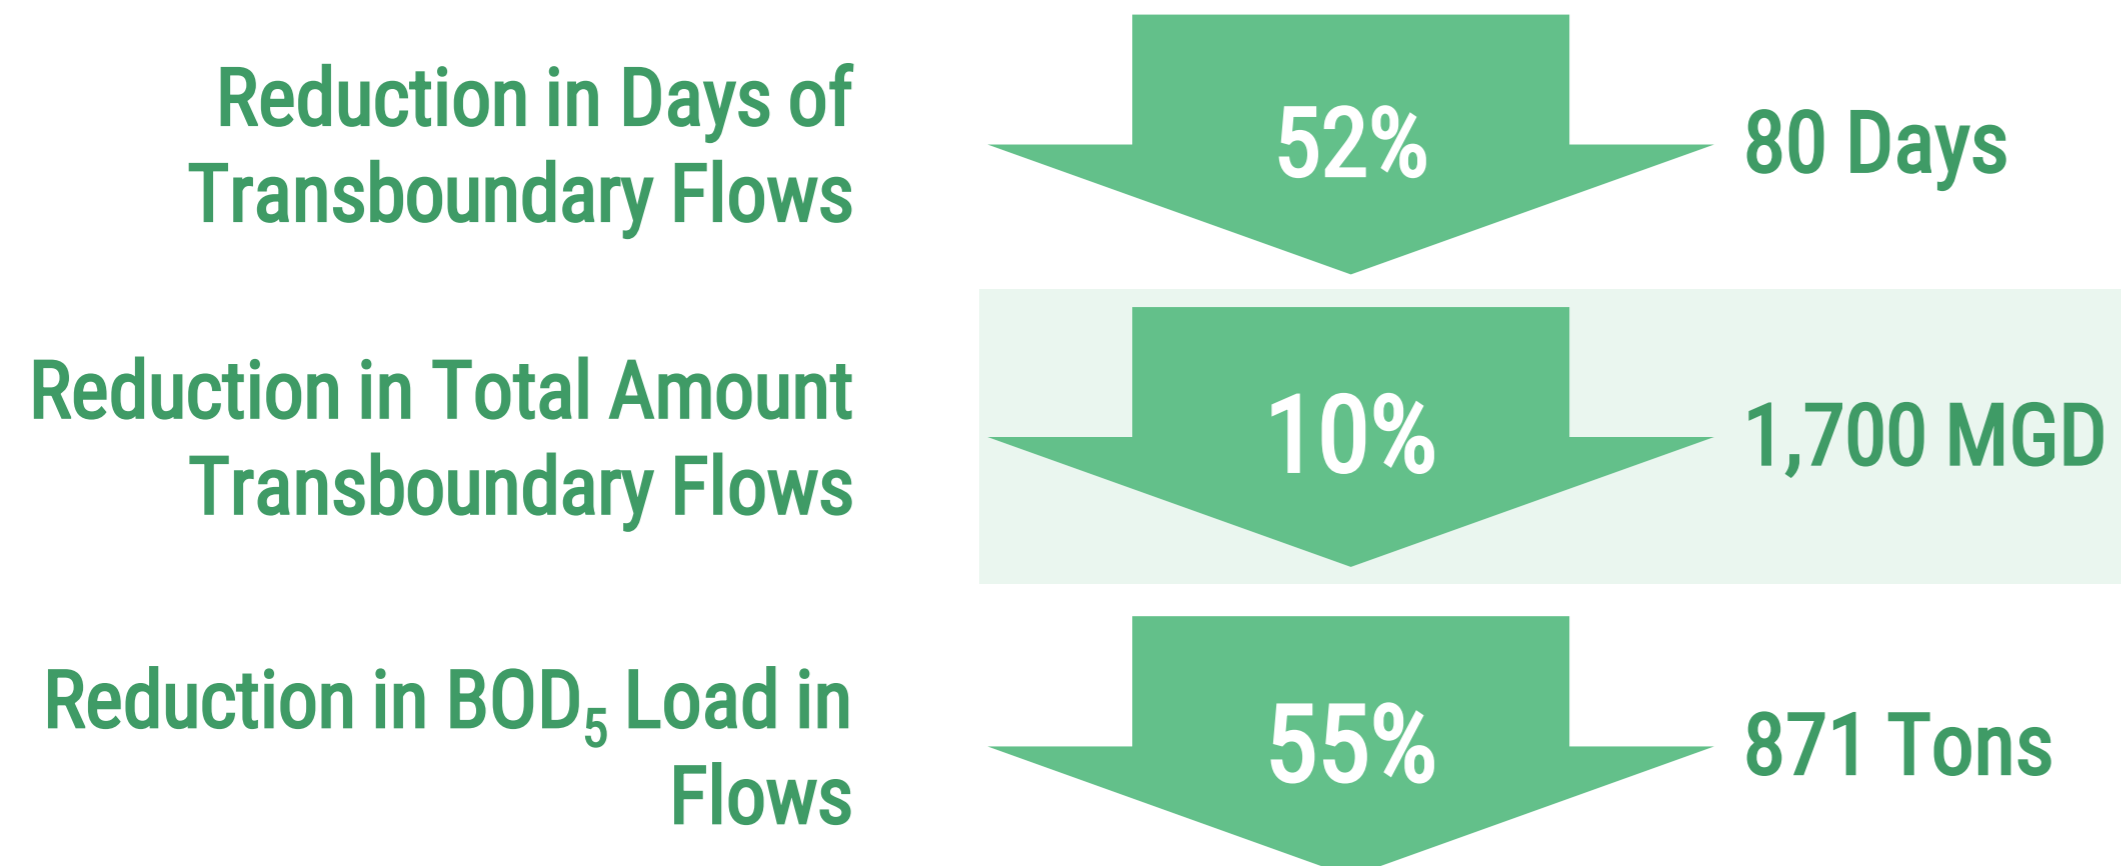 Reduction in Days of
Transboundary Flows
52%
80 Days
Reduction in Total Amount
Transboundary Flows
10%
1,700 MGD
Reduction in BOD₅ Load in
Flows
55%
871 Tons